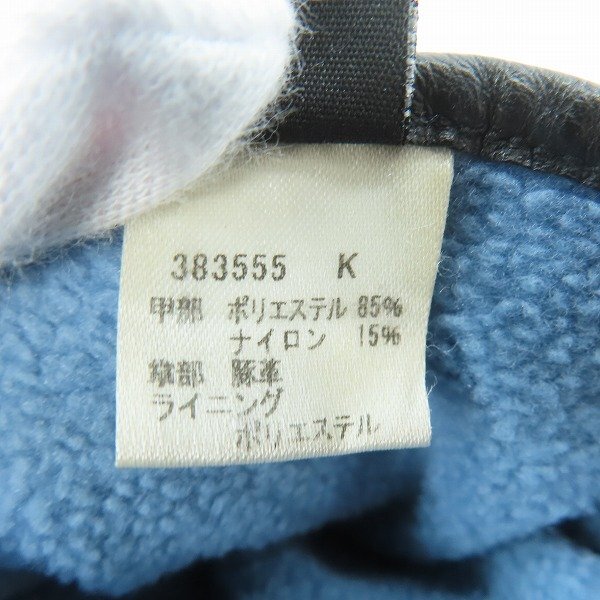 383555 K
甲部 ポリエステル 85%
ナイロン 15%
掌部 豚革
ライニング
ポリエステル